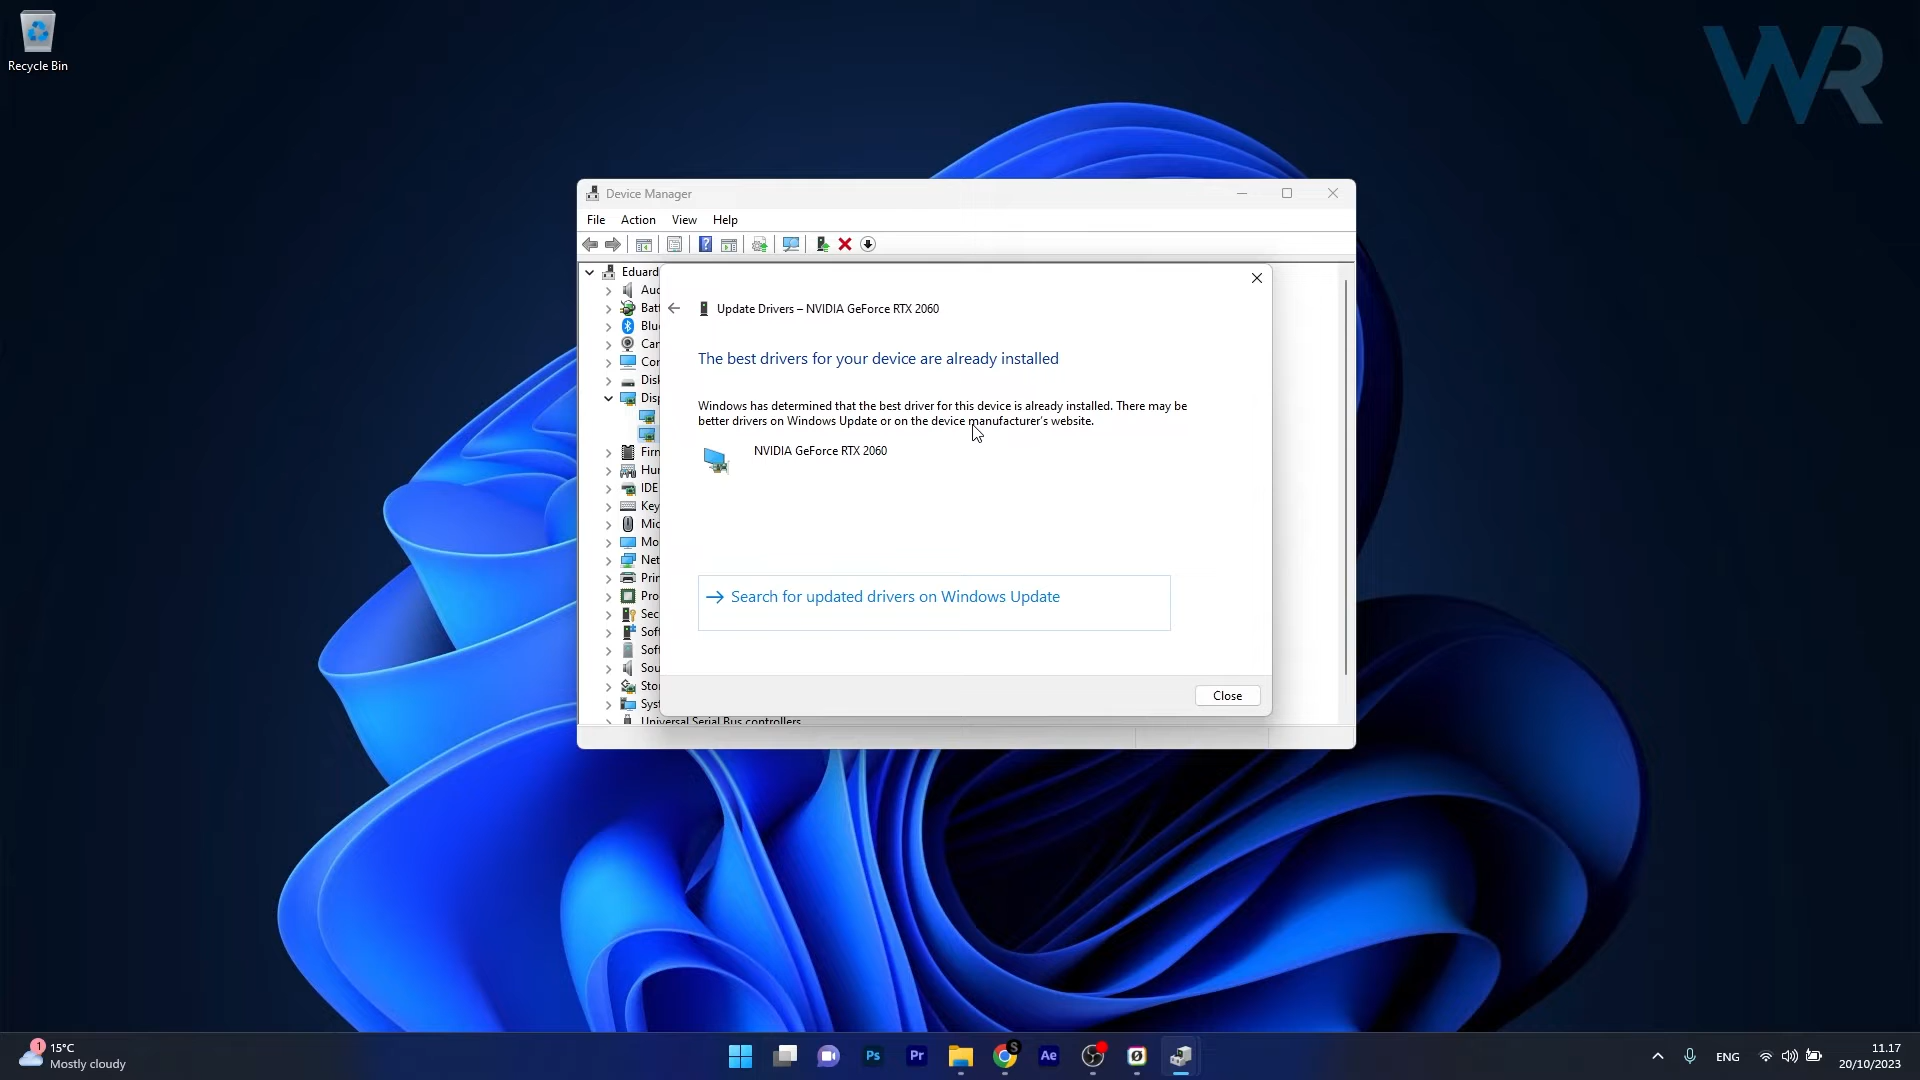 Recycle Bin
WR
Device Manager
File Action View Help
Eduard
Auc
Batt
Blue
Car
Cor
Disk
Disp
Firn
Hur
IDE
Key
Mic
Mo
Net
Prin
Pro
Sec
Soft
Soft
Sou
Stor
Syst
Universal Serial Bus controllers
Update Drivers – NVIDIA GeForce RTX 2060
The best drivers for your device are already installed
Windows has determined that the best driver for this device is already installed. There may be
better drivers on Windows Update or on the device manufacturer's website.
NVIDIA GeForce RTX 2060
Search for updated drivers on Windows Update
Close
1
15°C
Mostly cloudy
Ps
Pr
S
Ae
ENG
11.17
20/10/2023